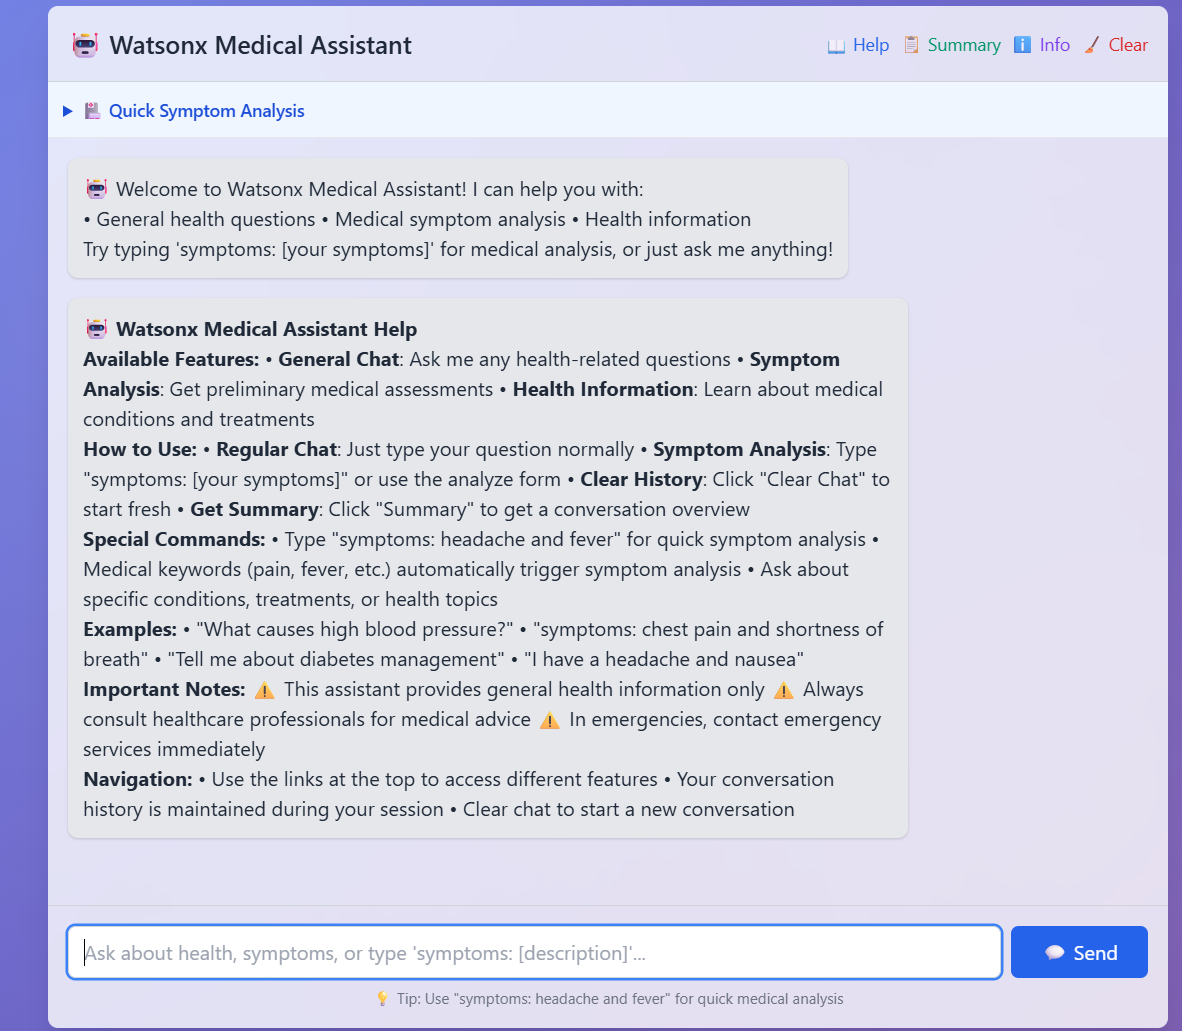 Watsonx Medical Assistant
Help Summary Info Clear
Quick Symptom Analysis
Welcome to Watsonx Medical Assistant! I can help you with:
• General health questions • Medical symptom analysis • Health information
Try typing 'symptoms: [your symptoms]' for medical analysis, or just ask me anything!
Watsonx Medical Assistant Help
Available Features: • General Chat: Ask me any health-related questions • Symptom
Analysis: Get preliminary medical assessments • Health Information: Learn about medical
conditions and treatments
How to Use: • Regular Chat: Just type your question normally • Symptom Analysis: Type
"symptoms: [your symptoms]" or use the analyze form • Clear History: Click "Clear Chat" to
start fresh • Get Summary: Click "Summary" to get a conversation overview
Special Commands: • Type "symptoms: headache and fever" for quick symptom analysis •
Medical keywords (pain, fever, etc.) automatically trigger symptom analysis • Ask about
specific conditions, treatments, or health topics
Examples: • "What causes high blood pressure?" • "symptoms: chest pain and shortness of
breath" • "Tell me about diabetes management" • "I have a headache and nausea"
Important Notes: ⚠️ This assistant provides general health information only ⚠️ Always
consult healthcare professionals for medical advice ⚠️ In emergencies, contact emergency
services immediately
Navigation: • Use the links at the top to access different features • Your conversation
history is maintained during your session • Clear chat to start a new conversation
Ask about health, symptoms, or type 'symptoms: [description]'...
Send
Tip: Use "symptoms: headache and fever" for quick medical analysis